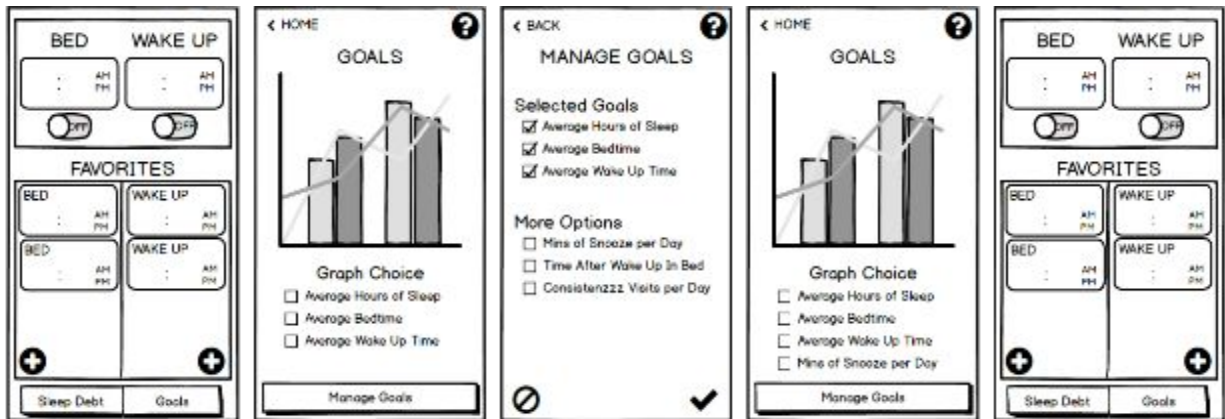 BED WAKE UP
: AM : AM
PM PM
OFF OFF
FAVORITES
BED WAKE UP
: AM : AM
PM PM
BED WAKE UP
: AM : AM
PM PM
Sleep Debt Goals
< HOME ?
GOALS
Graph Choice
Average Hours of Sleep
Average Bedtime
Average Wake Up Time
Manage Goals
< BACK ?
MANAGE GOALS
Selected Goals
Average Hours of Sleep
Average Bedtime
Average Wake Up Time
More Options
Mins of Snooze per Day
Time After Wake Up In Bed
Consistenzzz Visits per Day
< HOME ?
GOALS
Graph Choice
Average Hours of Sleep
Average Bedtime
Average Wake Up Time
Mins of Snooze per Day
Manage Goals
BED WAKE UP
: AM : AM
PM PM
OFF OFF
FAVORITES
BED WAKE UP
: AM : AM
PM PM
BED WAKE UP
: AM : AM
PM PM
Sleep Debt Goals